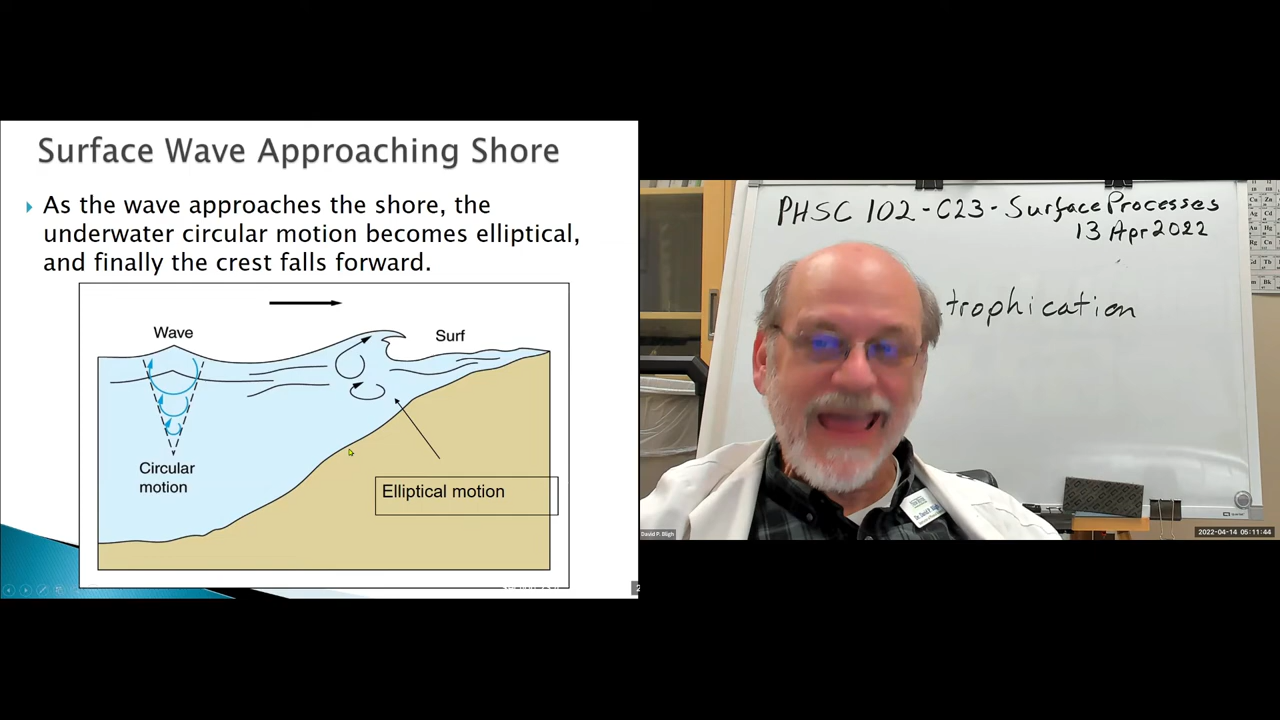 Surface Wave Approaching Shore
As the wave approaches the shore, the
underwater circular motion becomes elliptical,
and finally the crest falls forward.
Wave
Surf
Circular
motion
Elliptical motion
PHSC 102-C23-Surface Processes
13 Apr 2022
trophication
David P. Bligh
2022-04-14 05:11:44